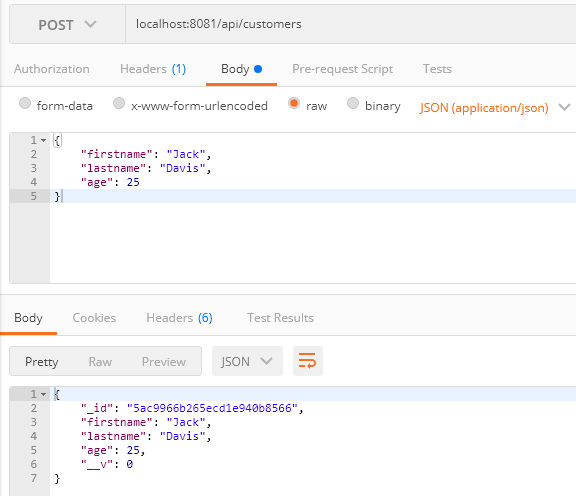 POST localhost:8081/api/customers
Authorization Headers (1) Body Pre-request Script Tests
form-data x-www-form-urlencoded raw binary JSON (application/json)
1 {
2 "firstname": "Jack",
3 "lastname": "Davis",
4 "age": 25
5 }
Body Cookies Headers (6) Test Results
Pretty Raw Preview JSON
1 {
2 "_id": "5ac9966b265ecd1e940b8566",
3 "firstname": "Jack",
4 "lastname": "Davis",
5 "age": 25,
6 "__v": 0
7 }